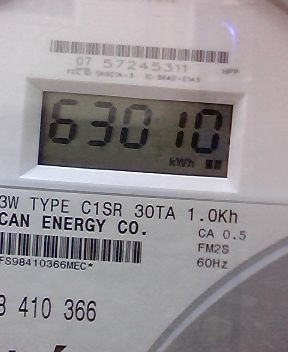 07 57245311
63010
kWh
3W TYPE C1SR 30TA 1.0Kh
CAN ENERGY CO.
CA 0.5
FM2S
FS98410366MEC*
60Hz
410 366